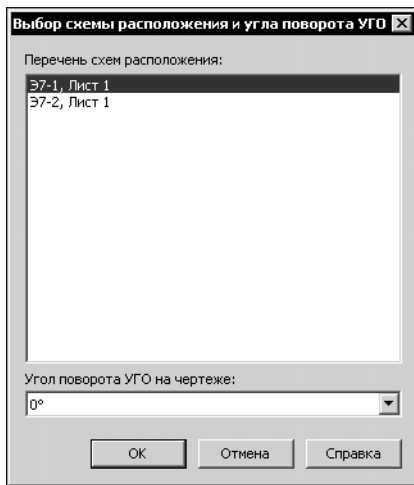 Выбор схемы расположения и угла поворота УГО
Перечень схем расположения:
Э7-1, Лист 1
Э7-2, Лист 1
Угол поворота УГО на чертеже:
0°
OK
Отмена
Справка